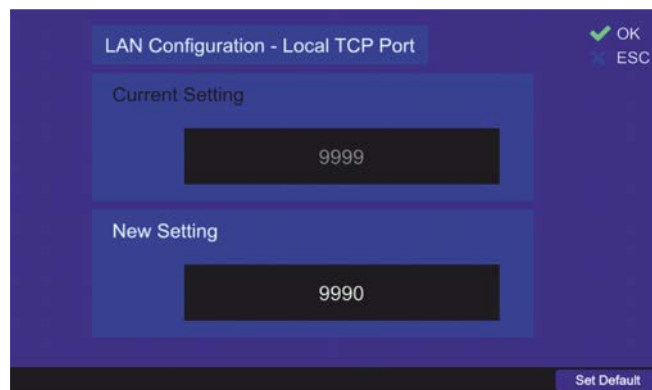 LAN Configuration - Local TCP Port
OK
ESC
Current Setting
9999
New Setting
9990
Set Default